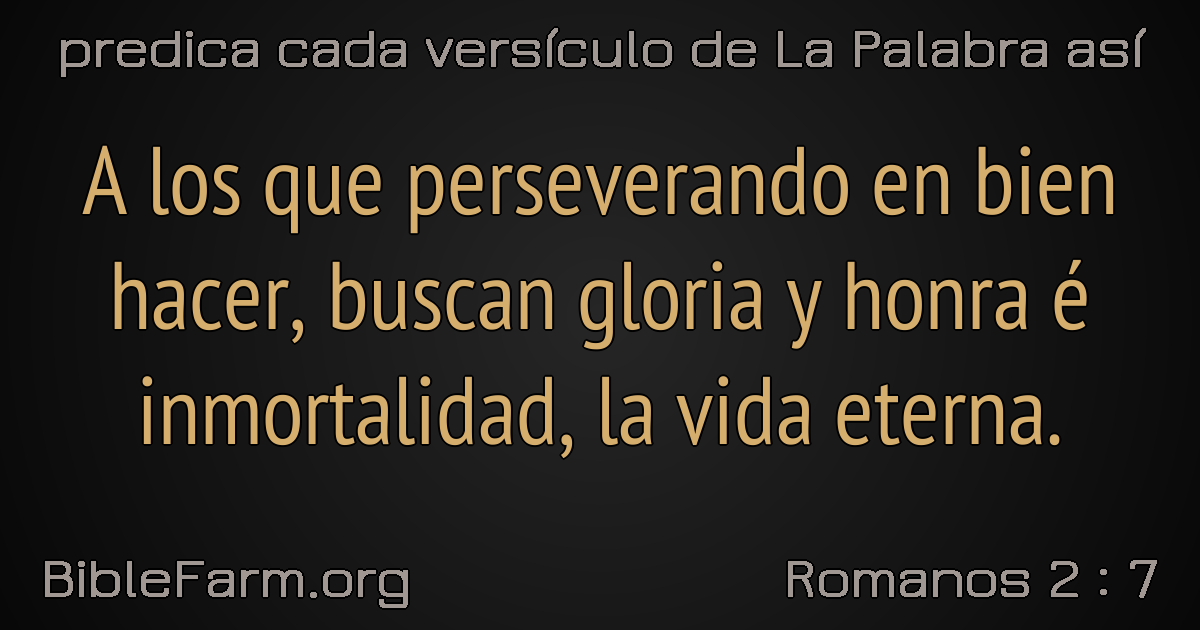 predica cada versículo de La Palabra así
A los que perseverando en bien
hacer, buscan gloria y honra é
inmortalidad, la vida eterna.
BibleFarm.org
Romanos 2 : 7